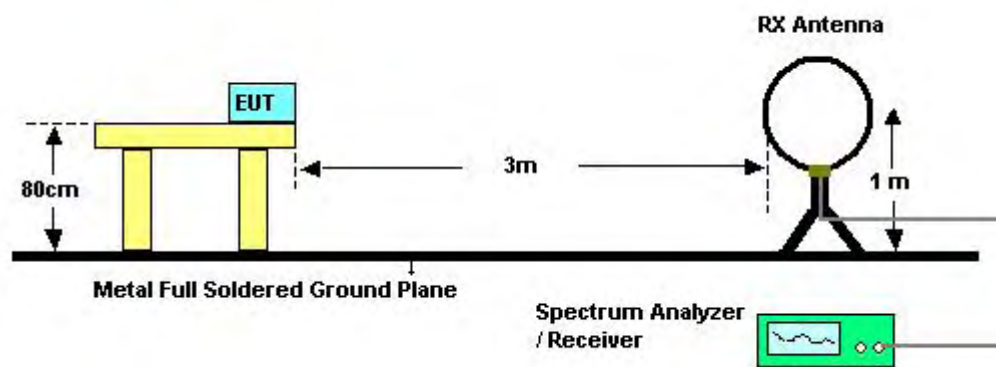 RX Antenna
EUT
3m
80cm
1 m
Metal Full Soldered Ground Plane
Spectrum Analyzer
/ Receiver